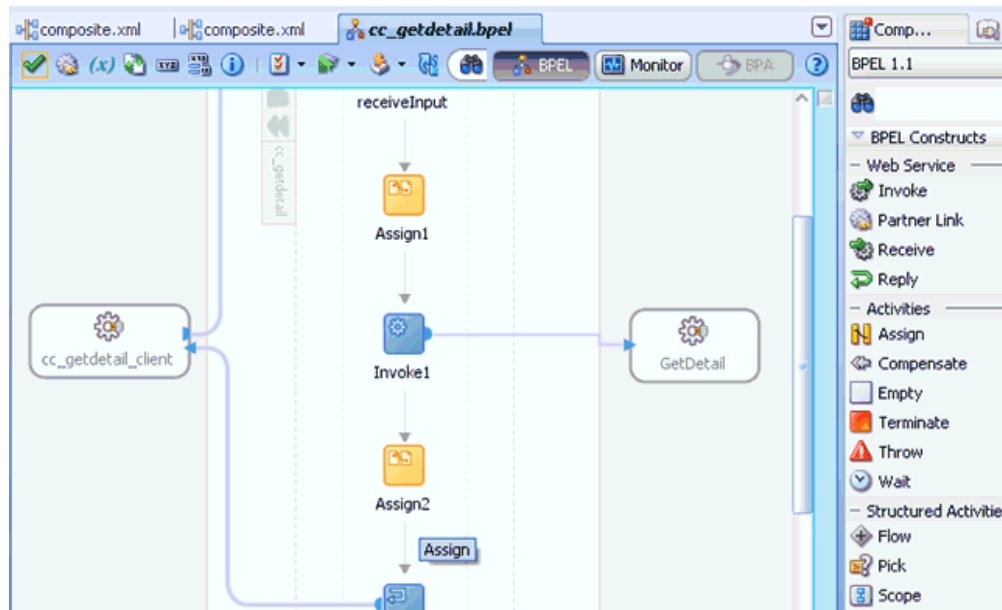 composite.xml
composite.xml
cc_getdetail.bpel
Comp...
(x)
BPEL
Monitor
BPA
BPEL 1.1
receiveInput
cc_getdetail
Assign1
cc_getdetail_client
Invoke1
GetDetail
Assign2
Assign
BPEL Constructs
Web Service
Invoke
Partner Link
Receive
Reply
Activities
Assign
Compensate
Empty
Terminate
Throw
Wait
Structured Activitie
Flow
Pick
Scope